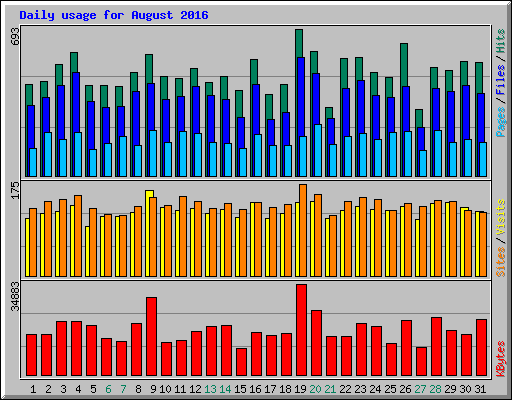 Daily usage for August 2016
693
Pages / Files / Hits
175
Sites / Visits
34883
KBytes
1 2 3 4 5 6 7 8 9 10 11 12 13 14 15 16 17 18 19 20 21 22 23 24 25 26 27 28 29 30 31